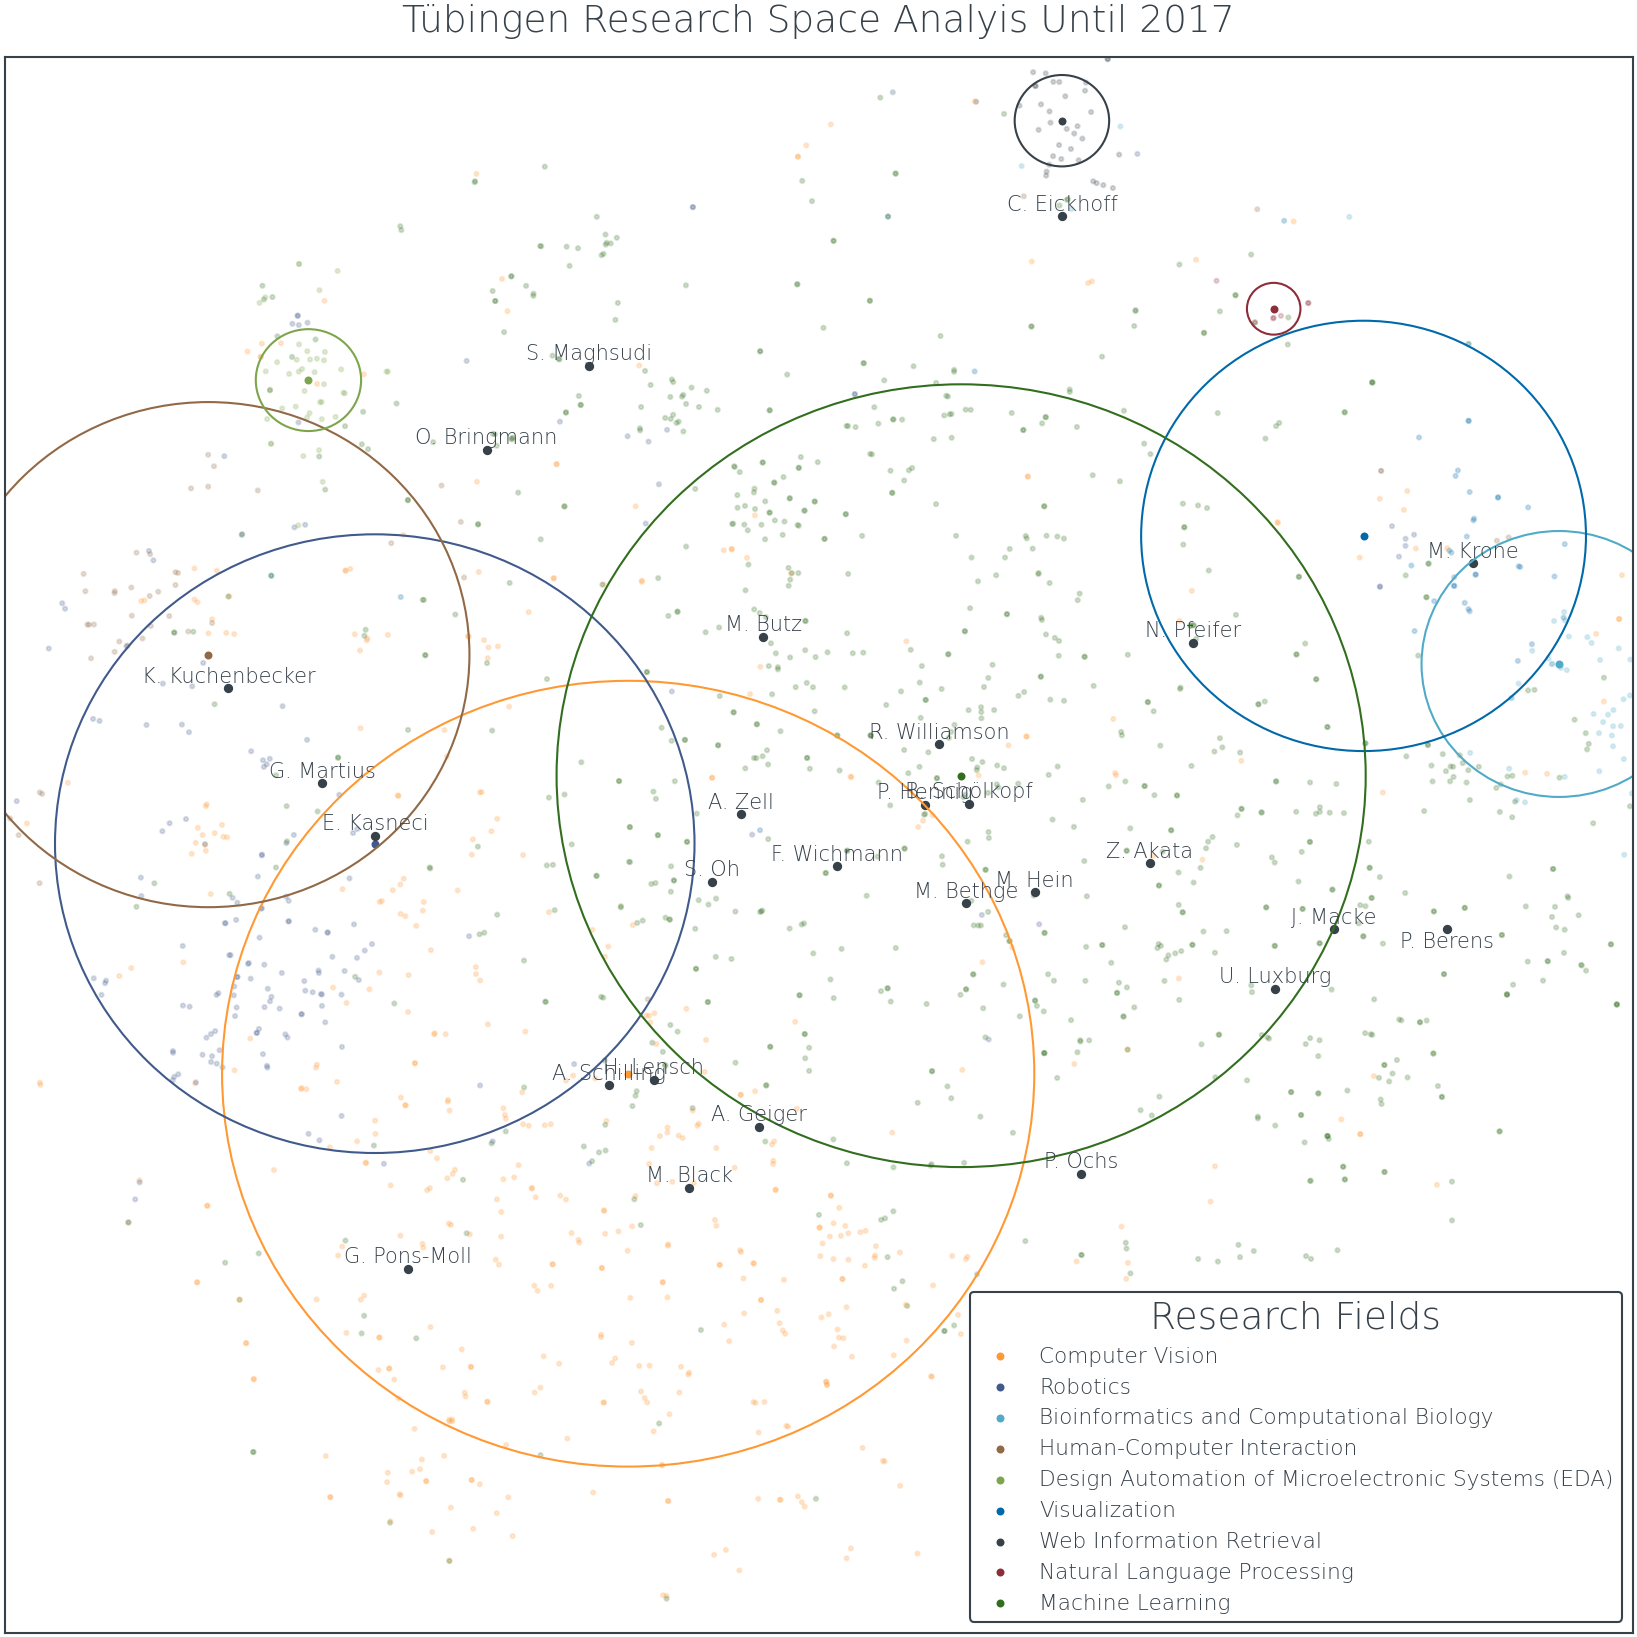 Tübingen Research Space Analyis Until 2017
C. Eickhoff
S. Maghsudi
O. Bringmann
M. Krone
M. Butz
N. Pfeifer
K. Kuchenbecker
R. Williamson
G. Martius
P. Hennig
B. Schölkopf
A. Zell
E. Kasneci
F. Wichmann
Z. Akata
S. Oh
M. Hein
M. Bethge
J. Macke
P. Berens
U. Luxburg
H. Lensch
A. Schilling
A. Geiger
P. Ochs
M. Black
G. Pons-Moll
Research Fields
Computer Vision
Robotics
Bioinformatics and Computational Biology
Human-Computer Interaction
Design Automation of Microelectronic Systems (EDA)
Visualization
Web Information Retrieval
Natural Language Processing
Machine Learning